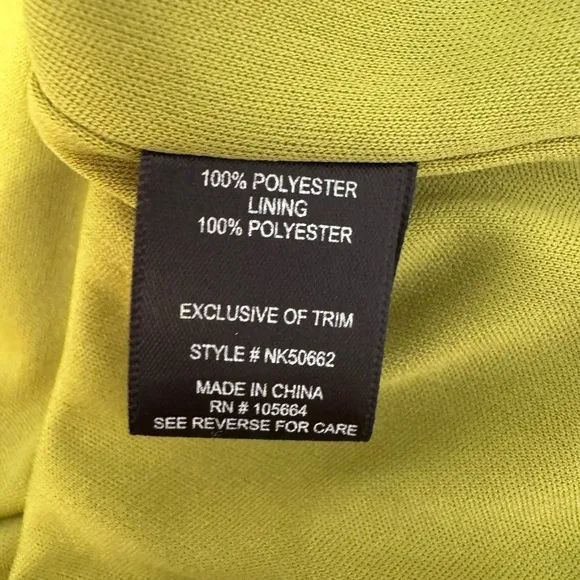 100% POLYESTER
LINING
100% POLYESTER
EXCLUSIVE OF TRIM
STYLE # NK50662
MADE IN CHINA
RN # 105664
SEE REVERSE FOR CARE